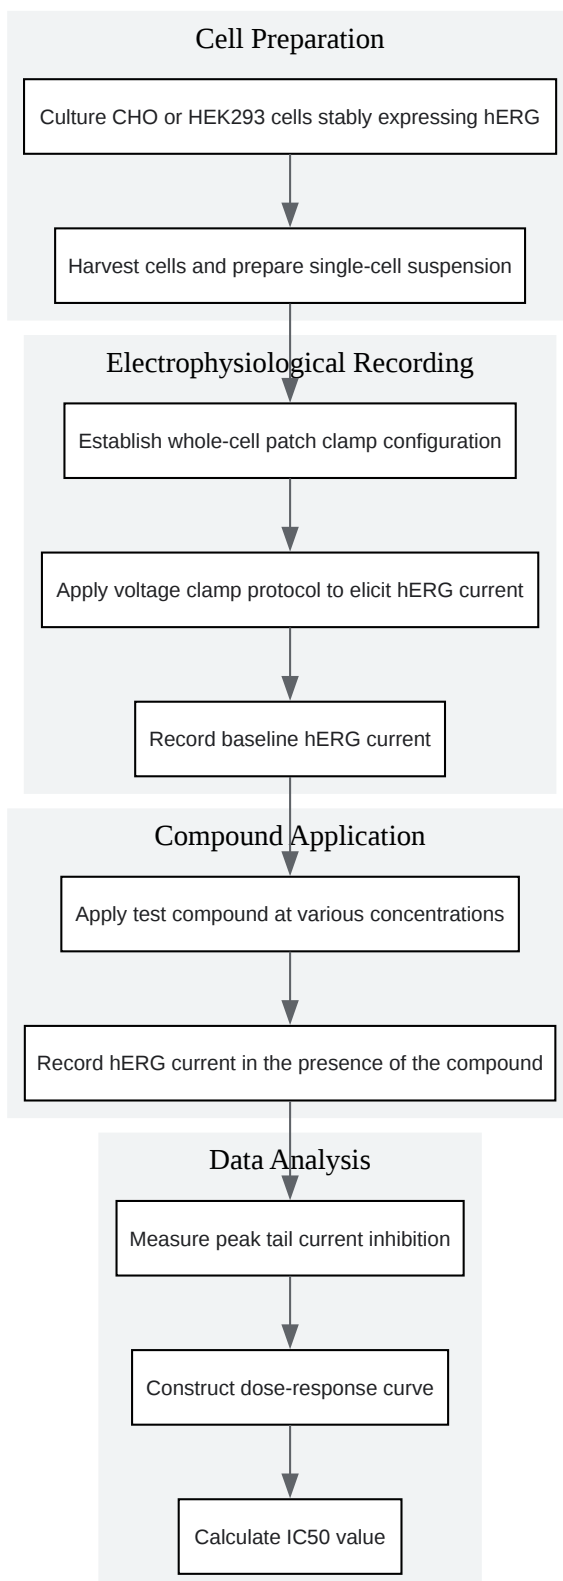 Cell Preparation
Culture CHO or HEK293 cells stably expressing hERG
Harvest cells and prepare single-cell suspension
Electrophysiological Recording
Establish whole-cell patch clamp configuration
Apply voltage clamp protocol to elicit hERG current
Record baseline hERG current
Compound Application
Apply test compound at various concentrations
Record hERG current in the presence of the compound
Data Analysis
Measure peak tail current inhibition
Construct dose-response curve
Calculate IC50 value